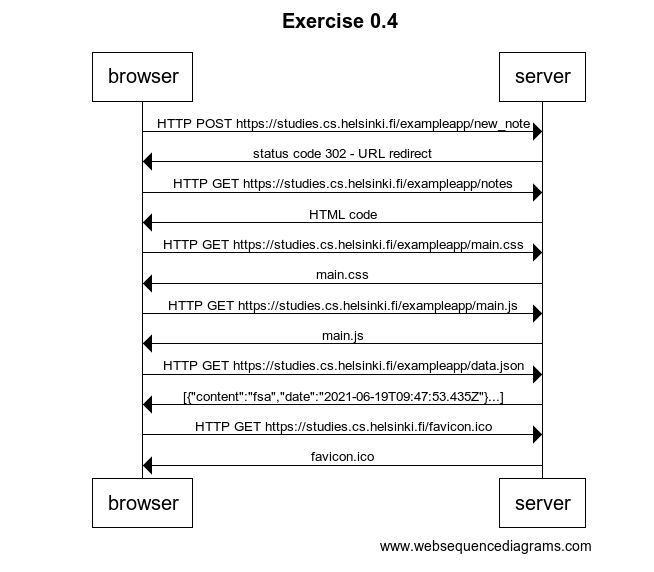 Exercise 0.4
browser
server
HTTP POST https://studies.cs.helsinki.fi/exampleapp/new_note
status code 302 - URL redirect
HTTP GET https://studies.cs.helsinki.fi/exampleapp/notes
HTML code
HTTP GET https://studies.cs.helsinki.fi/exampleapp/main.css
main.css
HTTP GET https://studies.cs.helsinki.fi/exampleapp/main.js
main.js
HTTP GET https://studies.cs.helsinki.fi/exampleapp/data.json
[{"content":"fsa","date":"2021-06-19T09:47:53.435Z"}...]
HTTP GET https://studies.cs.helsinki.fi/favicon.ico
favicon.ico
browser
server
www.websequencediagrams.com